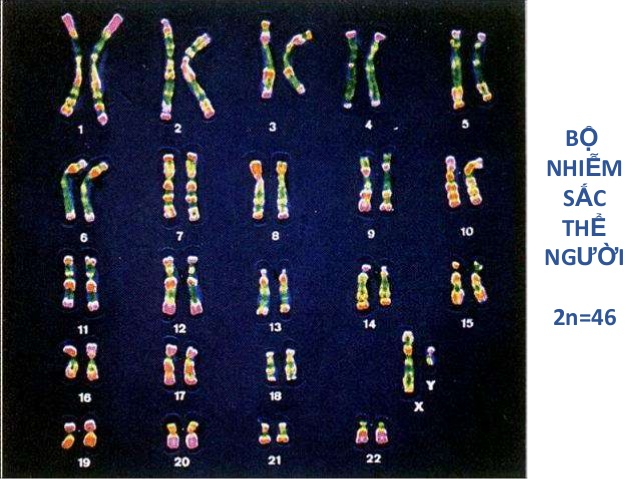 1 2 3 4 5
6 7 8 9 10
11 12 13 14 15
16 17 18 X Y
19 20 21 22
BỘ
NHIỄM
SẮC
THỂ
NGƯỜI
2n=46